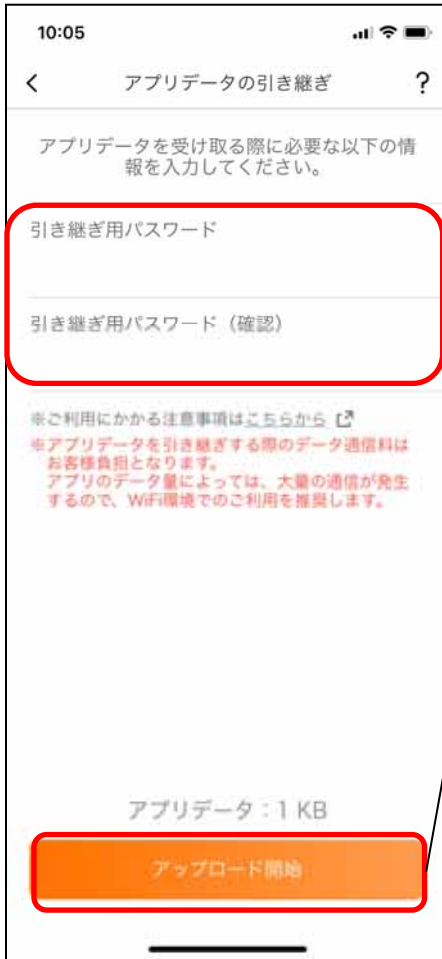 10:05
アプリデータの引き継ぎ ?
アプリデータを受け取る際に必要な以下の情
報を入力してください。
引き継ぎ用パスワード
引き継ぎ用パスワード（確認）
※ご利用にかかる注意事項はこちらから
※アプリデータを引き継ぎする際のデータ通信料は
お客様負担となります。
アプリのデータ量によっては、大量の通信が発生
するので、WiFi環境でのご利用を推奨します。
アプリデータ：1 KB
アップロード開始